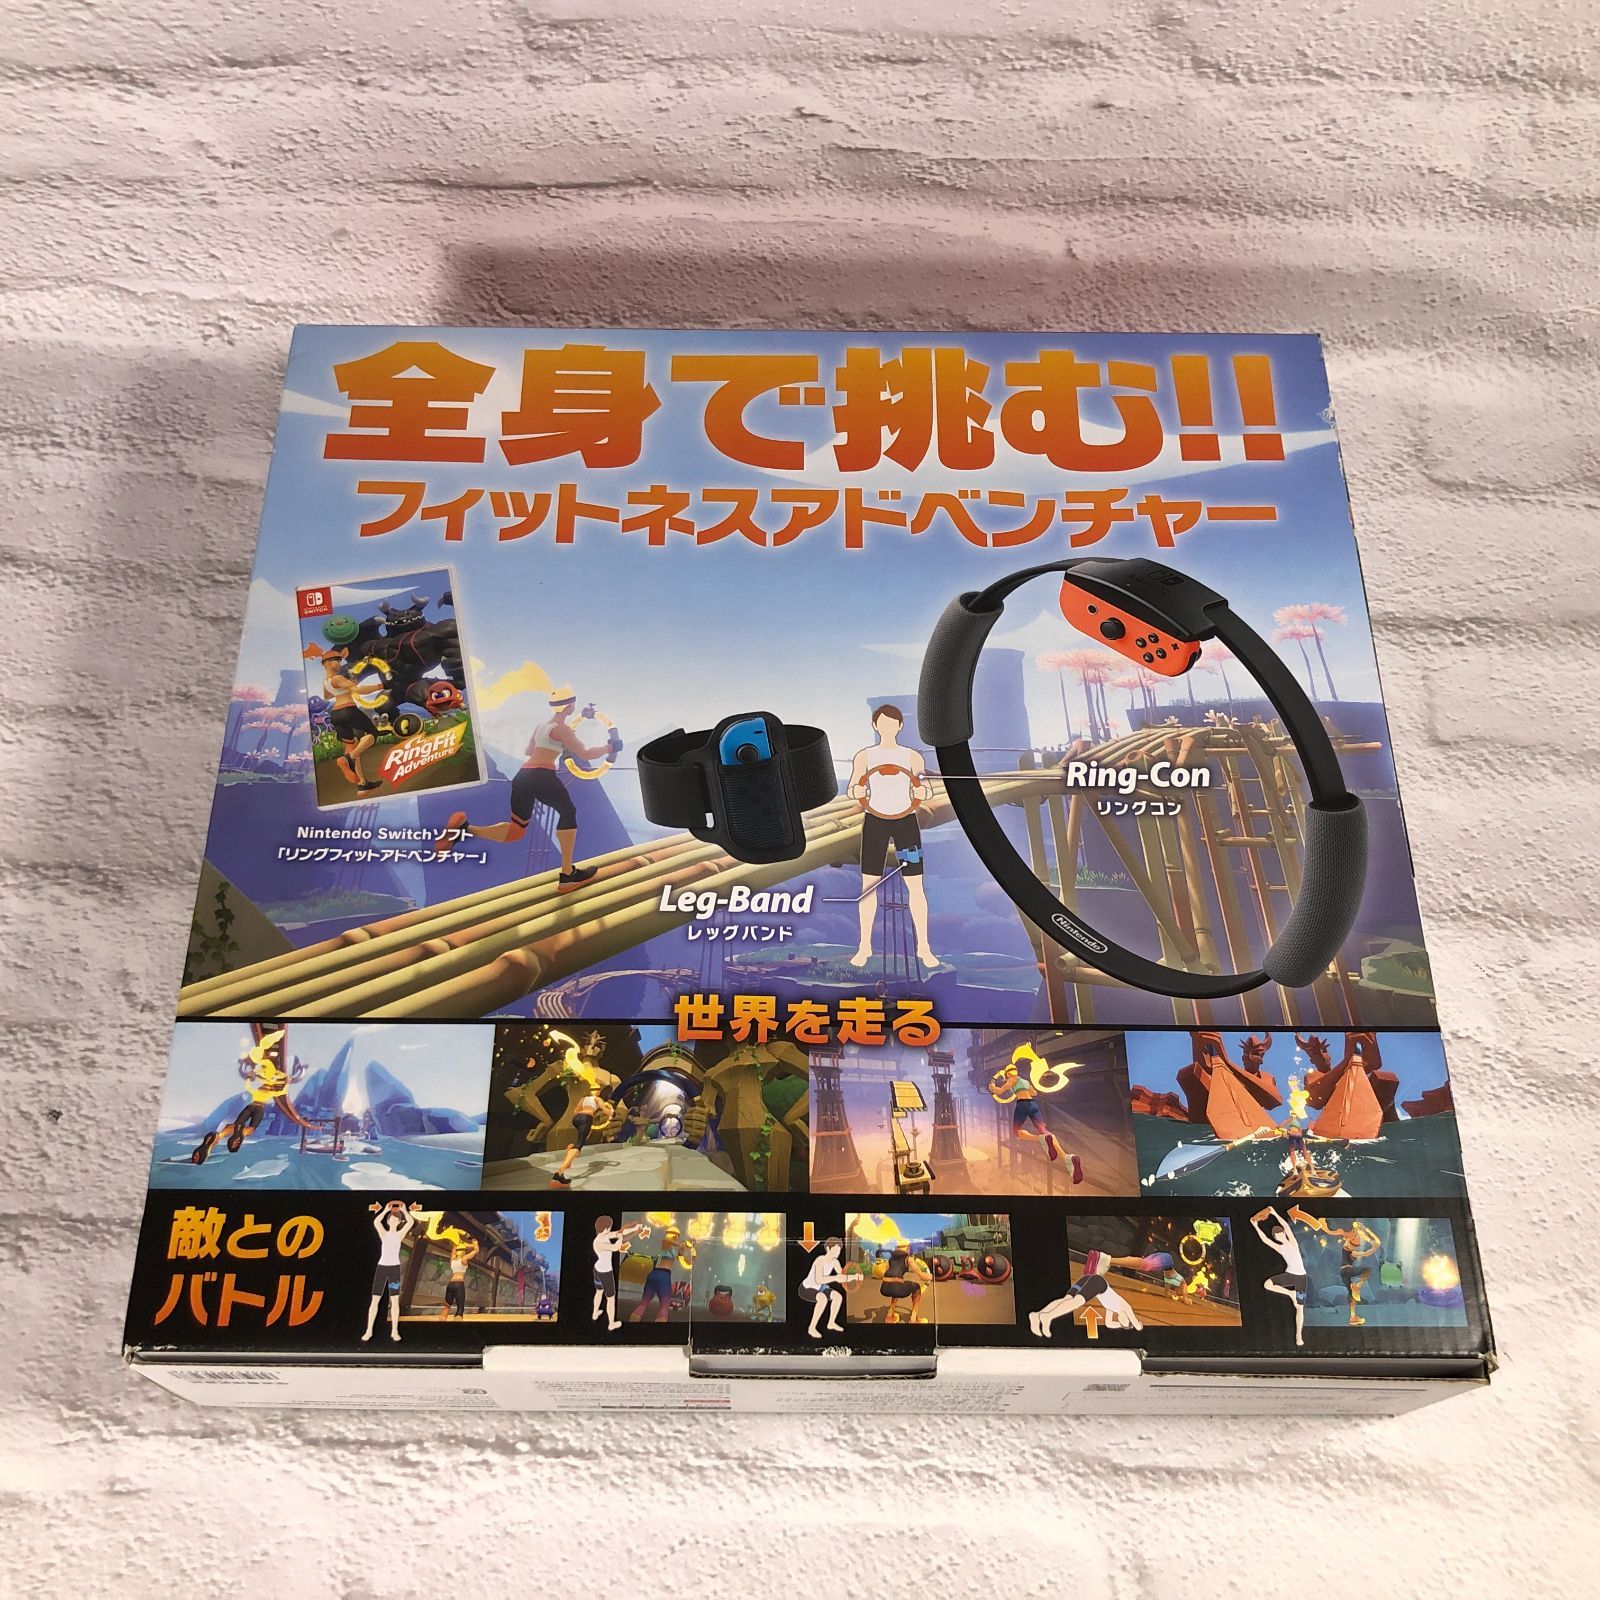 全身で挑む!!
フィットネスアドベンチャー
NINTENDO
SWITCH
RingFit
Adventure
Nintendo Switchソフト
「リングフィットアドベンチャー」
Leg-Band
レッグバンド
Ring-Con
リングコン
Nintendo
世界を走る
敵との
バトル